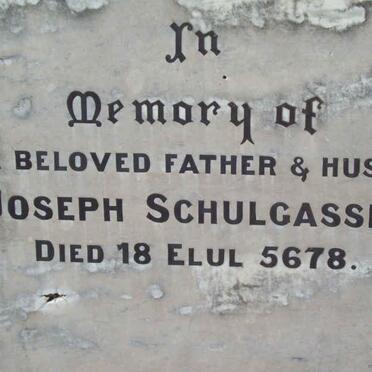 In
Memory of
BELOVED FATHER & HUS
JOSEPH SCHULGASS
DIED 18 ELUL 5678.